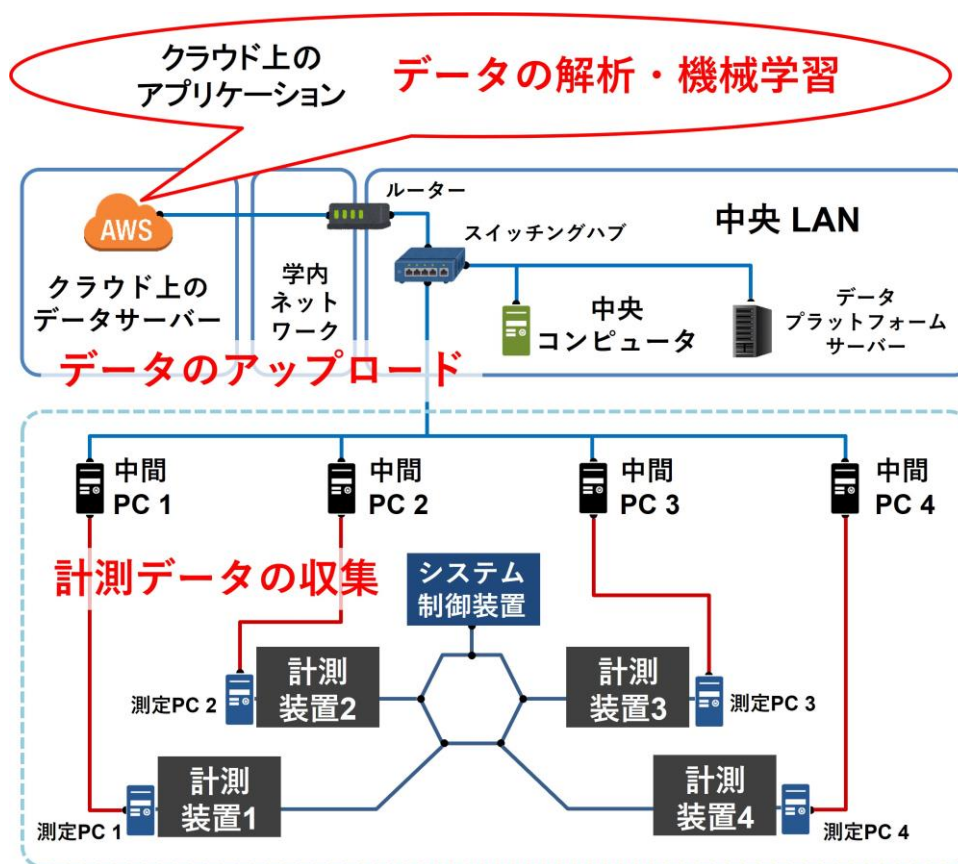 クラウド上の
アプリケーション
データの解析・機械学習
ルーター
AWS
クラウド上の
データサーバー
学内
ネット
ワーク
スイッチングハブ
中央 LAN
中央
コンピュータ
データ
プラットフォーム
サーバー
データのアップロード
中間
PC 1
中間
PC 2
中間
PC 3
中間
PC 4
計測データの収集
システム
制御装置
測定PC 2
計測
装置2
計測
装置3
測定PC 3
測定PC 1
計測
装置1
計測
装置4
測定PC 4